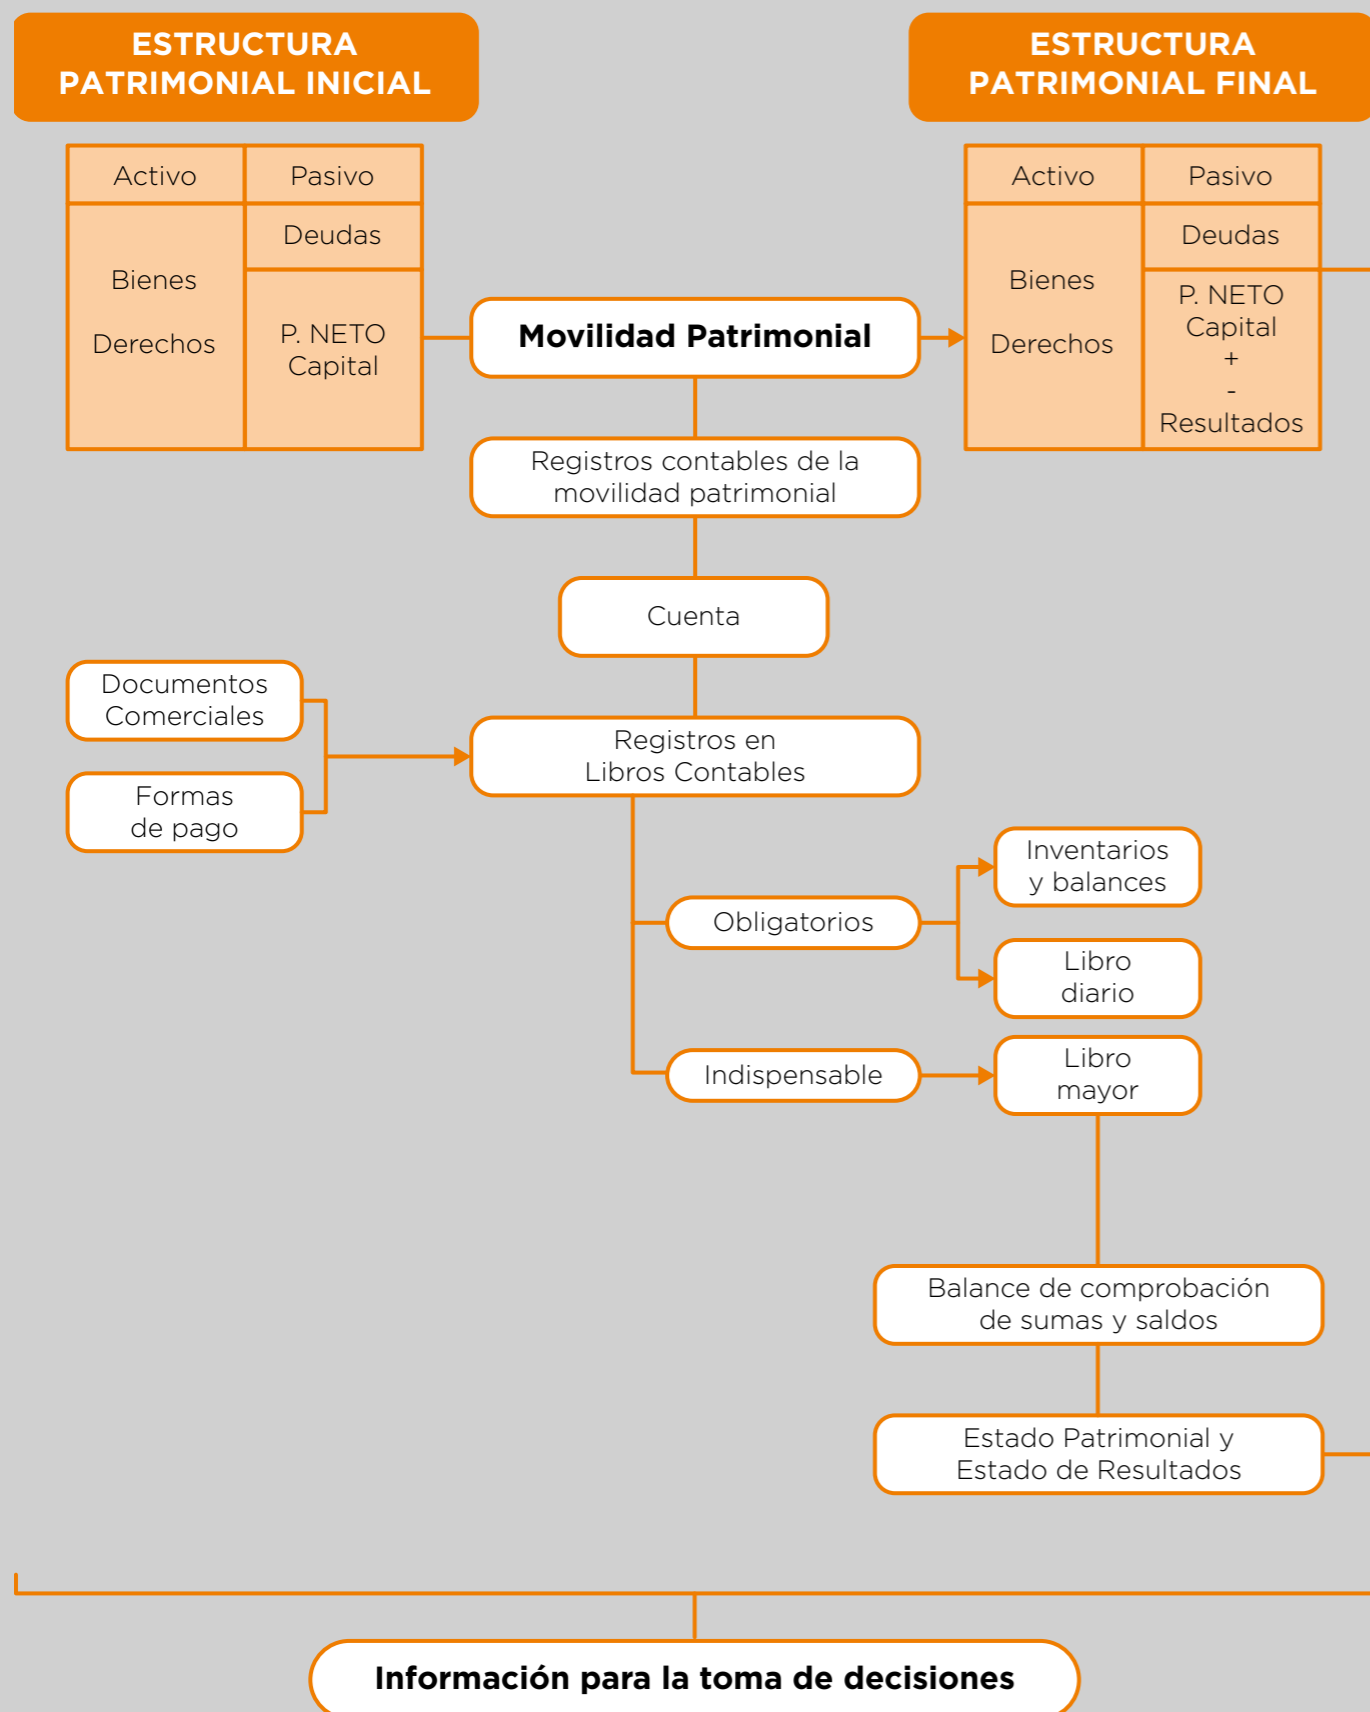 ESTRUCTURA
PATRIMONIAL INICIAL
ESTRUCTURA
PATRIMONIAL FINAL
Activo
Pasivo
Deudas
Bienes
Derechos
P. NETO
Capital
Movilidad Patrimonial
Activo
Pasivo
Deudas
Bienes
Derechos
P. NETO
Capital
+
-
Resultados
Registros contables de la
movilidad patrimonial
Cuenta
Documentos
Comerciales
Formas
de pago
Registros en
Libros Contables
Obligatorios
Inventarios
y balances
Libro
diario
Indispensable
Libro
mayor
Balance de comprobación
de sumas y saldos
Estado Patrimonial y
Estado de Resultados
Información para la toma de decisiones